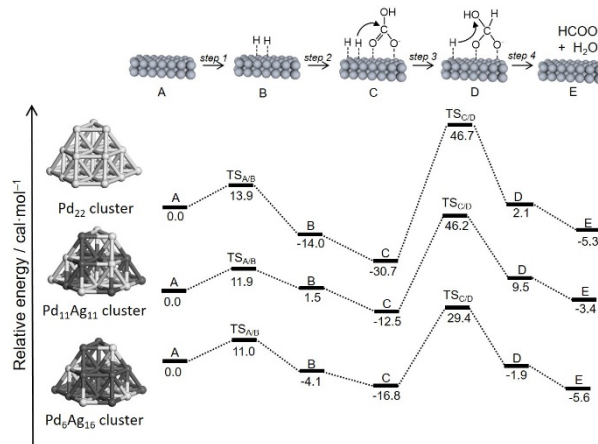 H H
O OH
C
O O
H H
HO H
C
O O
H
HCOO
+ H₂O
step 1 step 2 step 3 step 4
A B C D E
Relative energy / cal·mol⁻¹
Pd₂₂ cluster
A
0.0
TS_A/B
13.9
B
-14.0
C
-30.7
TS_C/D
46.7
D
2.1
E
-5.3
Pd₁₁Ag₁₁ cluster
A
0.0
TS_A/B
11.9
B
1.5
C
-12.5
TS_C/D
46.2
D
9.5
E
-3.4
Pd₆Ag₁₆ cluster
A
0.0
TS_A/B
11.0
B
-4.1
C
-16.8
TS_C/D
29.4
D
-1.9
E
-5.6